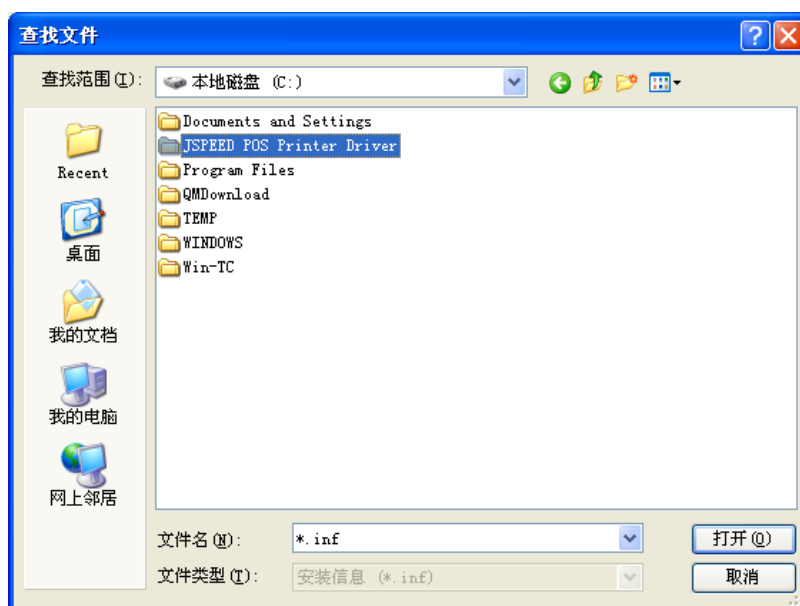 查找文件
查找范围(I):
本地磁盘 (C:)
Documents and Settings
JSPEED POS Printer Driver
Program Files
QMDownload
TEMP
WINDOWS
Win-TC
Recent
桌面
我的文档
我的电脑
网上邻居
文件名(N):
*.inf
打开(O)
文件类型(T):
安装信息 (*.inf)
取消